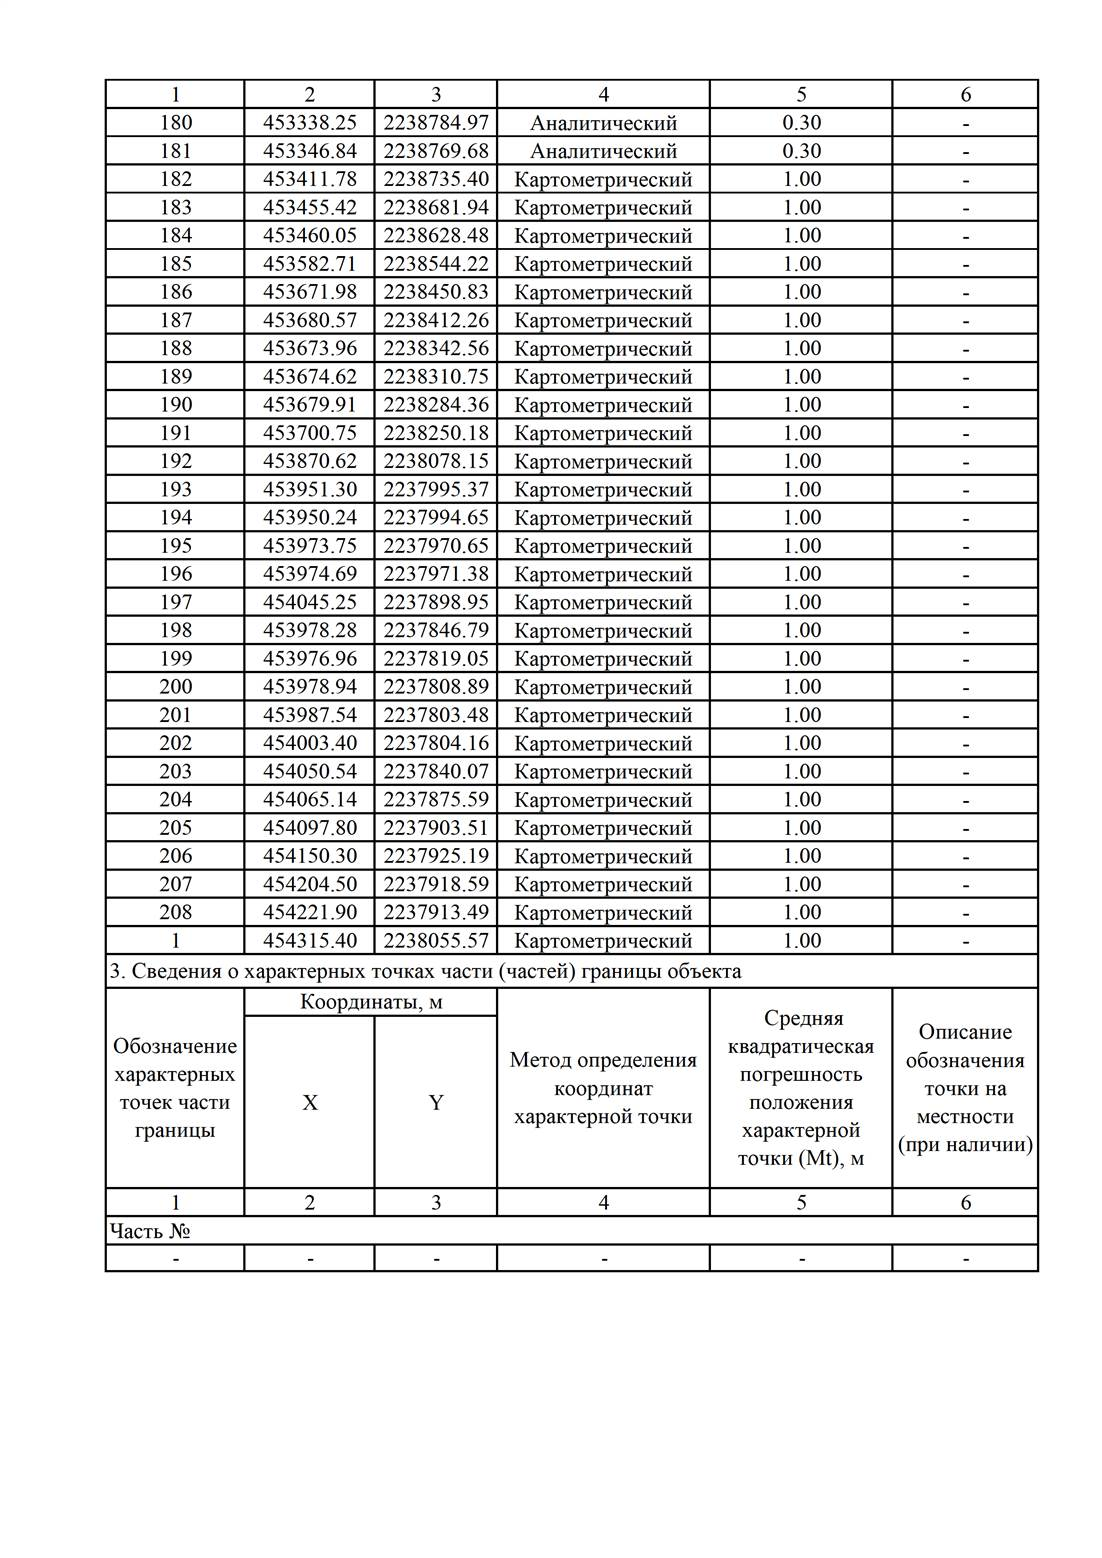 1 2 3 4 5 6
180 453338.25 2238784.97 Аналитический 0.30 -
181 453346.84 2238769.68 Аналитический 0.30 -
182 453411.78 2238735.40 Картометрический 1.00 -
183 453455.42 2238681.94 Картометрический 1.00 -
184 453460.05 2238628.48 Картометрический 1.00 -
185 453582.71 2238544.22 Картометрический 1.00 -
186 453671.98 2238450.83 Картометрический 1.00 -
187 453680.57 2238412.26 Картометрический 1.00 -
188 453673.96 2238342.56 Картометрический 1.00 -
189 453674.62 2238310.75 Картометрический 1.00 -
190 453679.91 2238284.36 Картометрический 1.00 -
191 453700.75 2238250.18 Картометрический 1.00 -
192 453870.62 2238078.15 Картометрический 1.00 -
193 453951.30 2237995.37 Картометрический 1.00 -
194 453950.24 2237994.65 Картометрический 1.00 -
195 453973.75 2237970.65 Картометрический 1.00 -
196 453974.69 2237971.38 Картометрический 1.00 -
197 454045.25 2237898.95 Картометрический 1.00 -
198 453978.28 2237846.79 Картометрический 1.00 -
199 453976.96 2237819.05 Картометрический 1.00 -
200 453978.94 2237808.89 Картометрический 1.00 -
201 453987.54 2237803.48 Картометрический 1.00 -
202 454003.40 2237804.16 Картометрический 1.00 -
203 454050.54 2237840.07 Картометрический 1.00 -
204 454065.14 2237875.59 Картометрический 1.00 -
205 454097.80 2237903.51 Картометрический 1.00 -
206 454150.30 2237925.19 Картометрический 1.00 -
207 454204.50 2237918.59 Картометрический 1.00 -
208 454221.90 2237913.49 Картометрический 1.00 -
1 454315.40 2238055.57 Картометрический 1.00 -
3. Сведения о характерных точках части (частей) границы объекта
Обозначение
характерных
точек части
границы
Координаты, м
X Y
Метод определения
координат
характерной точки
Средняя
квадратическая
погрешность
положения
характерной
точки (Mt), м
Описание
обозначения
точки на
местности
(при наличии)
1 2 3 4 5 6
Часть №
- - - - - -